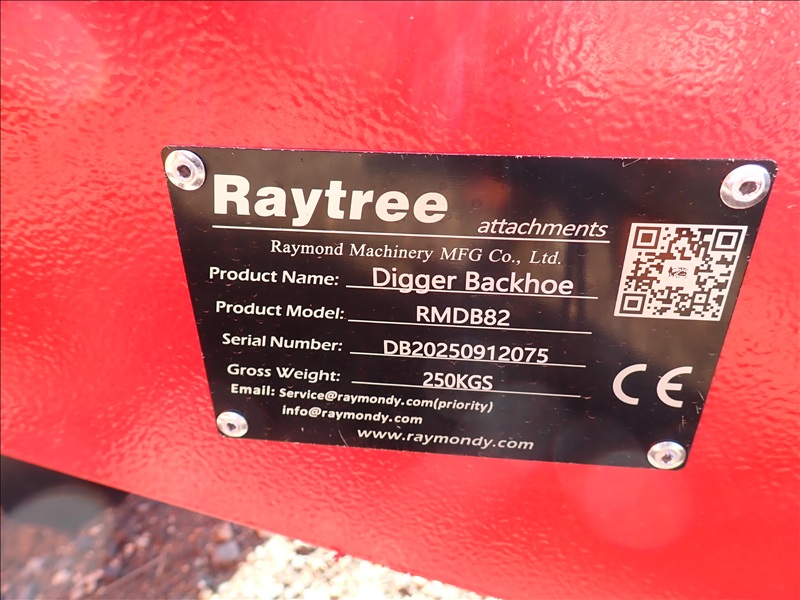 Raytree
attachments
Raymond Machinery MFG Co., Ltd.
Product Name: Digger Backhoe
Product Model: RMDB82
Serial Number: DB20250912075
Gross Weight: 250KGS
Email: Service@raymondy.com(priority)
info@raymondy.com
www.raymondy.com
CE